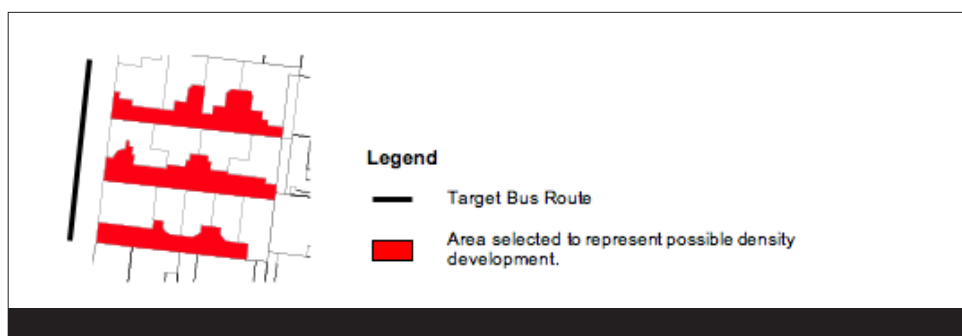 Legend
Target Bus Route
Area selected to represent possible density
development.